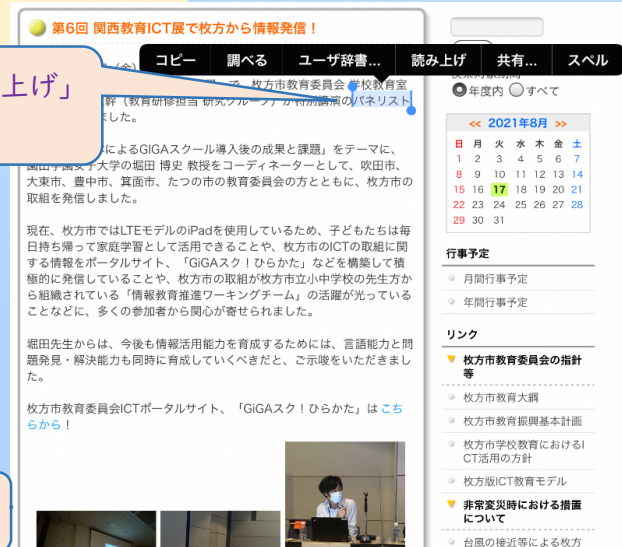 第6回 関西教育ICT展で枚方から情報発信！
コピー 調べる ユーザ辞書... 読み上げ 共有... スペル
上げ」
で、枚方市教育委員会 学校教育室
幹（教育研修担当 研究グループ）が特別講演のパネリスト
ました。
によるGIGAスクール導入後の成果と課題」をテーマに、
園田学園女子大学の堀田 博史 教授をコーディネーターとして、吹田市、
大東市、豊中市、箕面市、たつの市の教育委員会の方とともに、枚方市の
取組を発信しました。
現在、枚方市ではLTEモデルのiPadを使用しているため、子どもたちは毎
日持ち帰って家庭学習として活用できることや、枚方市のICTの取組に関
する情報をポータルサイト、「GiGAスク！ひらかた」などを構築して積
極的に発信していることや、枚方市の取組が枚方市立小中学校の先生方か
ら組織されている「情報教育推進ワーキングチーム」の活躍が光っている
ことなどに、多くの参加者から関心が寄せられました。
堀田先生からは、今後も情報活用能力を育成するためには、言語能力と問
題発見・解決能力も同時に育成していくべきだと、ご示唆をいただきまし
た。
枚方市教育委員会ICTポータルサイト、「GiGAスク！ひらかた」は こち
らから！
年度内 すべて
<< 2021年8月 >>
日 月 火 水 木 金 土
1 2 3 4 5 6 7
8 9 10 11 12 13 14
15 16 17 18 19 20 21
22 23 24 25 26 27 28
29 30 31
行事予定
月間行事予定
年間行事予定
リンク
枚方市教育委員会の指針
等
枚方市教育大綱
枚方市教育振興基本計画
枚方市学校教育におけるI
CT活用の方針
枚方版ICT教育モデル
非常変災時における措置
について
台風の接近等による枚方